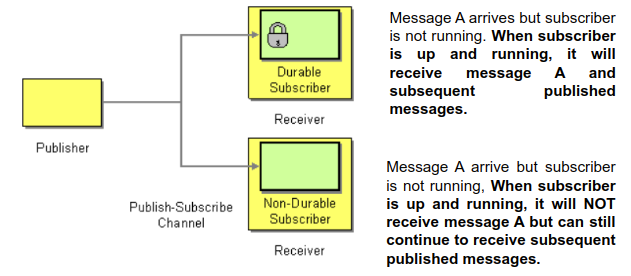 Message A arrives but subscriber
is not running. When subscriber
is up and running, it will
receive message A and
subsequent published
messages.
Durable
Subscriber
Receiver
Publisher
Message A arrive but subscriber
is not running, When subscriber
is up and running, it will NOT
receive message A but can still
continue to receive subsequent
published messages.
Publish-Subscribe
Channel
Non-Durable
Subscriber
Receiver